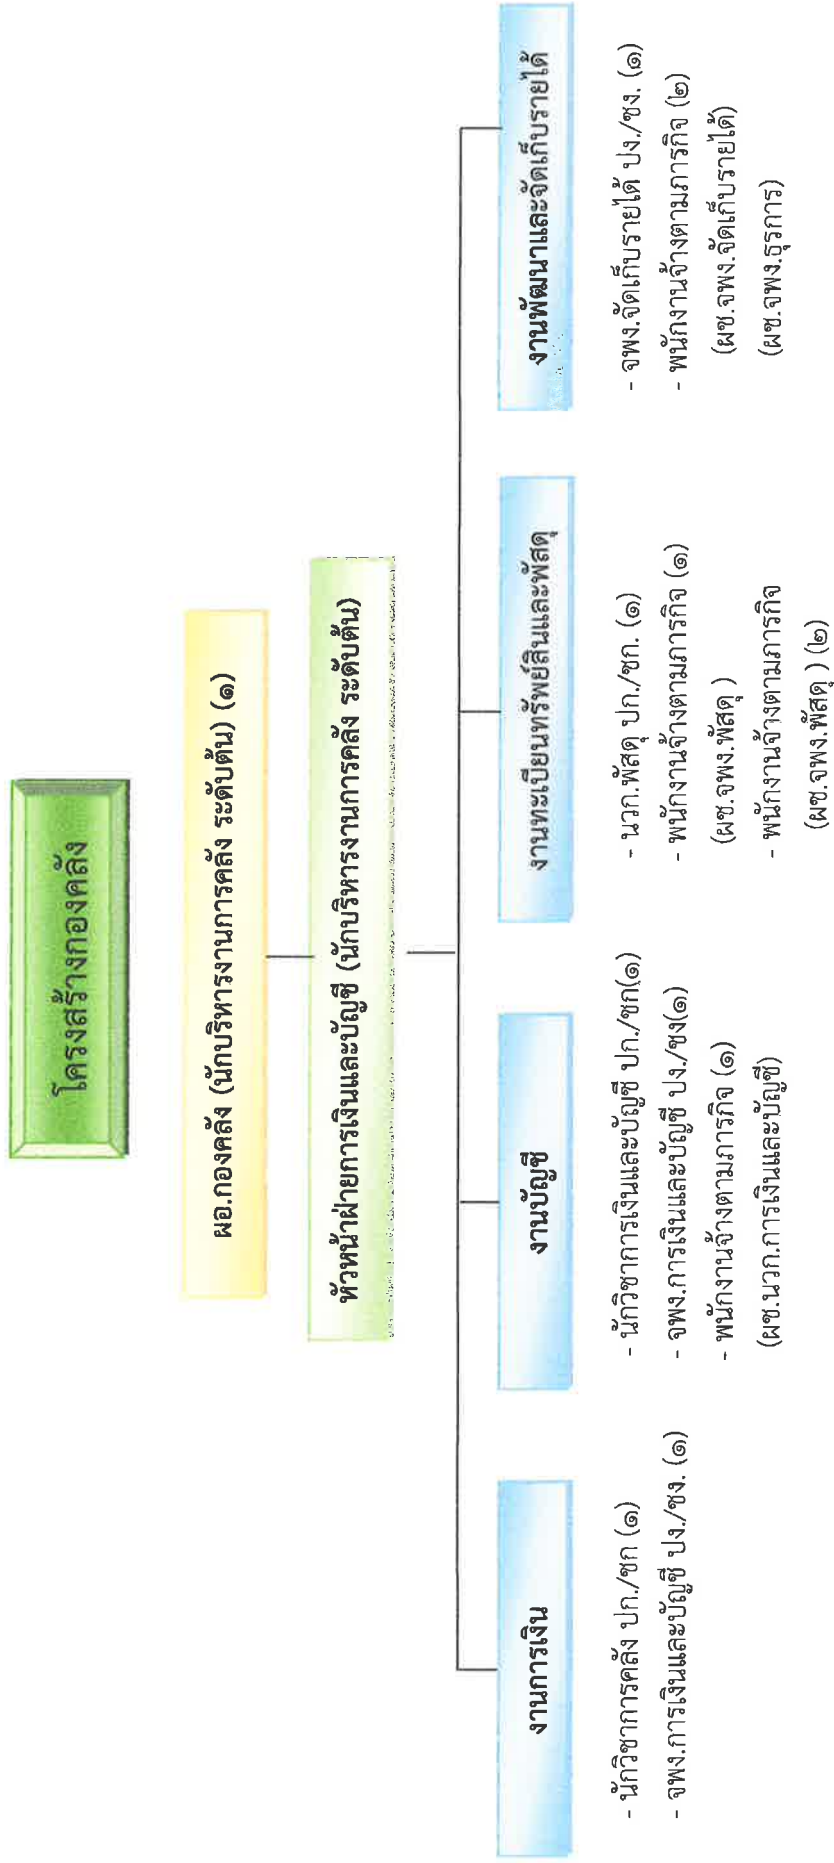 โครงสร้างกองคลัง
ผอ.กองคลัง (นักบริหารงานการคลัง ระดับต้น) (๑)
หัวหน้าฝ่ายการเงินและบัญชี (นักบริหารงานการคลัง ระดับต้น)
งานการเงิน
- นักวิชาการคลัง ปก./ชก (๑)
- จพง.การเงินและบัญชี ปง./ชง. (๑)
งานบัญชี
- นักวิชาการเงินและบัญชี ปก./ชก(๑)
- จพง.การเงินและบัญชี ปง./ชง(๑)
- พนักงานจ้างตามภารกิจ (๑)
(ผช.นวก.การเงินและบัญชี)
งานทะเบียนทรัพย์สินและพัสดุ
- นวก.พัสดุ ปก./ชก. (๑)
- พนักงานจ้างตามภารกิจ (๑)
(ผช.จพง.พัสดุ )
- พนักงานจ้างตามภารกิจ
(ผช.จพง.พัสดุ ) (๒)
งานพัฒนาและจัดเก็บรายได้
- จพง.จัดเก็บรายได้ ปง./ชง. (๑)
- พนักงานจ้างตามภารกิจ (๒)
(ผช.จพง.จัดเก็บรายได้)
(ผช.จพง.ธุรการ)